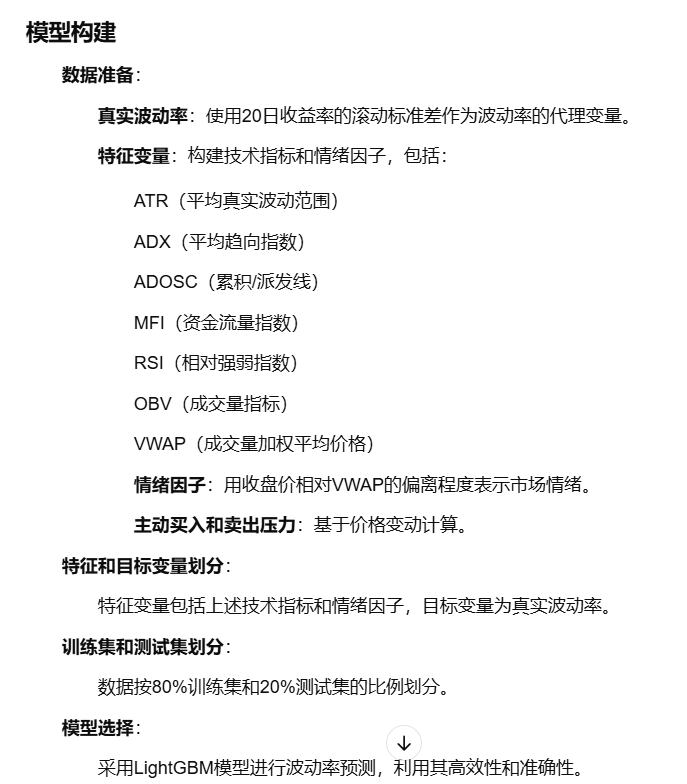 模型构建
数据准备：
真实波动率：使用20日收益率的滚动标准差作为波动率的代理变量。
特征变量：构建技术指标和情绪因子，包括：
ATR（平均真实波动范围）
ADX（平均趋向指数）
ADOSC（累积/派发线）
MFI（资金流量指数）
RSI（相对强弱指数）
OBV（成交量指标）
VWAP（成交量加权平均价格）
情绪因子：用收盘价相对VWAP的偏离程度表示市场情绪。
主动买入和卖出压力：基于价格变动计算。
特征和目标变量划分：
特征变量包括上述技术指标和情绪因子，目标变量为真实波动率。
训练集和测试集划分：
数据按80%训练集和20%测试集的比例划分。
模型选择：
采用LightGBM模型进行波动率预测，利用其高效性和准确性。